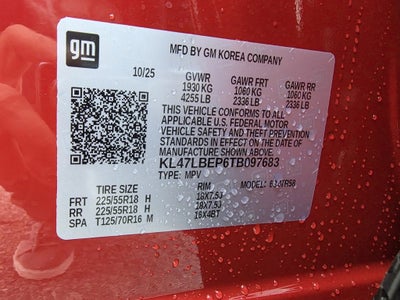 gm
MFD BY GM KOREA COMPANY
10/25 GVWR GAWR FRT GAWR RR
1930 KG 1060 KG 1060 KG
4255 LB 2336 LB 2336 LB
THIS VEHICLE CONFORMS TO ALL
APPLICABLE U.S. FEDERAL MOTOR
VEHICLE SAFETY AND THEFT PREVENTION
STANDARDS IN EFFECT ON THE DATE OF
MANUFACTURE SHOWN ABOVE.
KL47LBEP6TB097683
TYPE: MPV MODEL:
TIRE SIZE RIM
FRT 225/55R18 H 18X7.5J
RR 225/55R18 H 18X7.5J
SPA T125/70R16 M 16X4BT